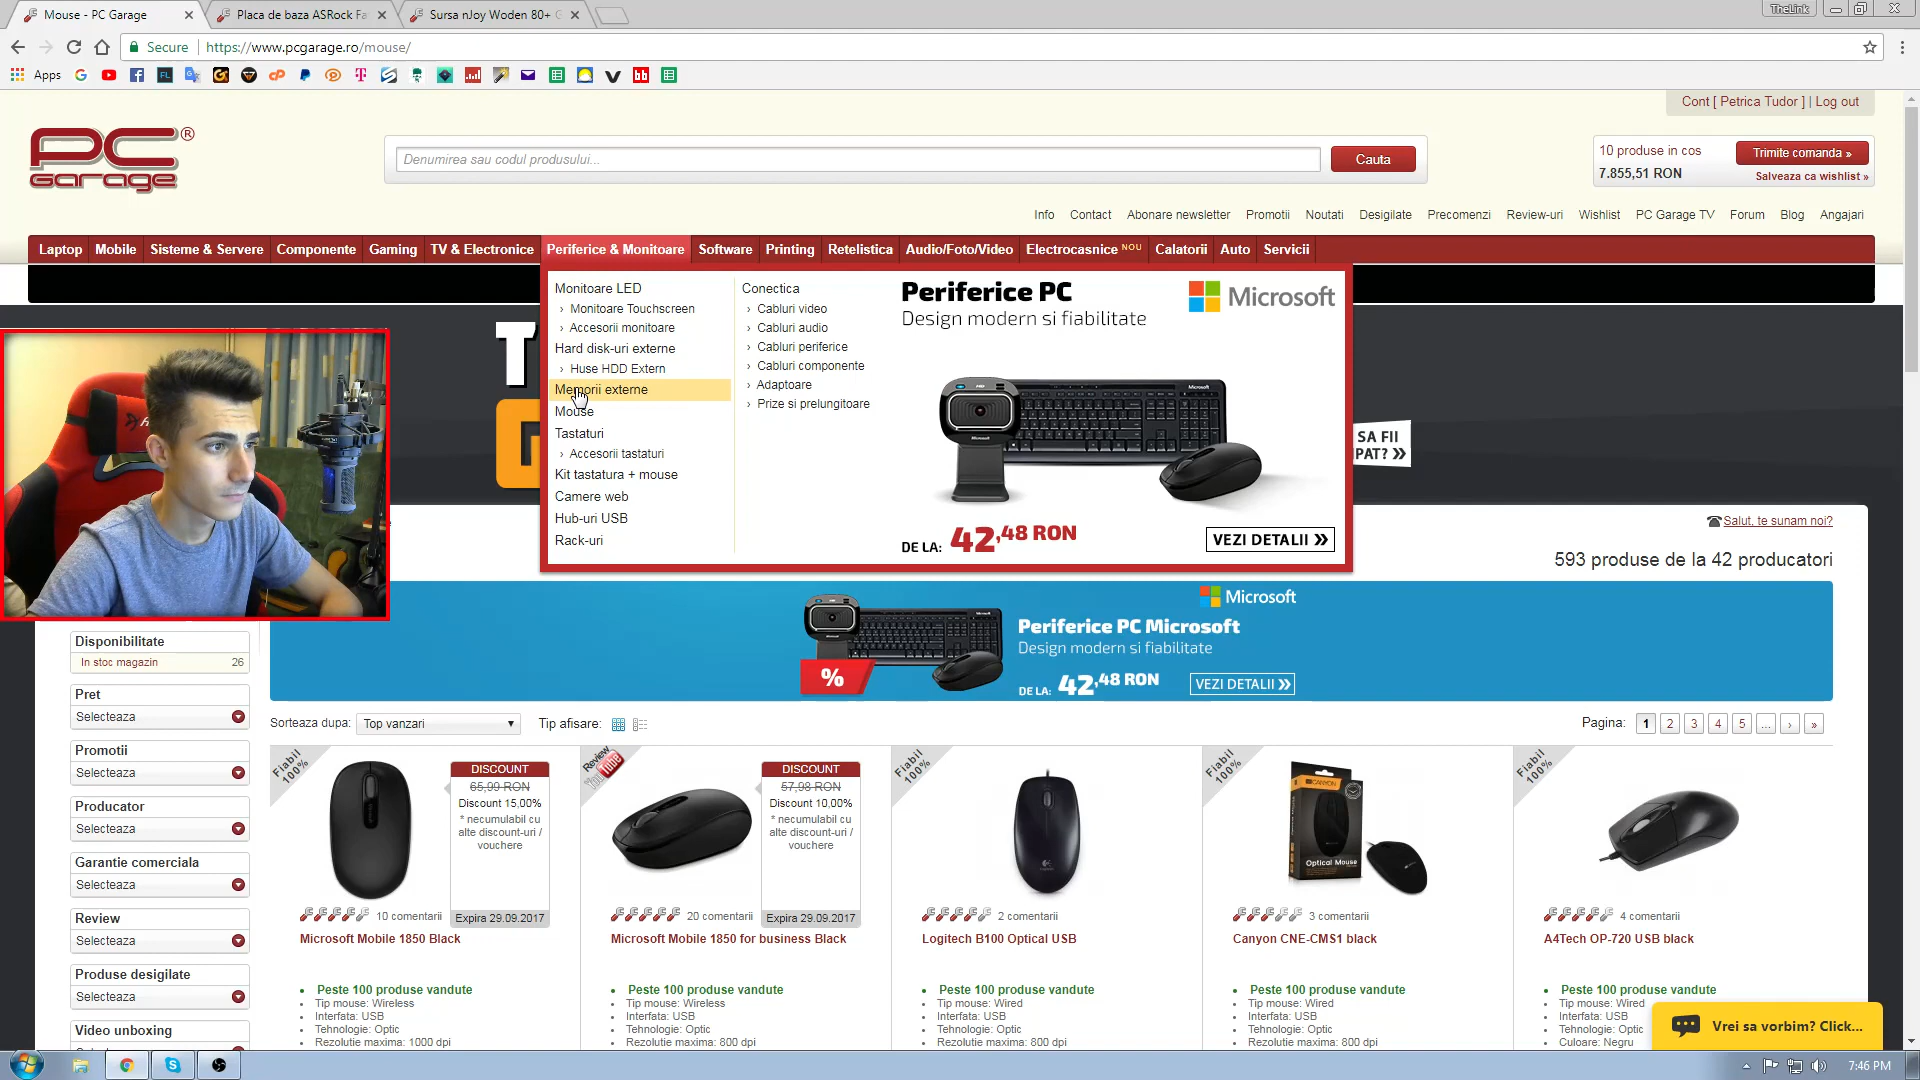 Mouse - PC Garage
Placa de baza ASRock Fa
Sursa nJoy Woden 80+ G
TheLink
Secure
https://www.pcgarage.ro/mouse/
Apps
Cont [ Petrica Tudor ] | Log out
PC Garage ®
Denumirea sau codul produsului...
Cauta
10 produse in cos
7.855,51 RON
Trimite comanda »
Salveaza ca wishlist »
Info Contact Abonare newsletter Promotii Noutati Desigilate Precomenzi Review-uri Wishlist PC Garage TV Forum Blog Angajari
Laptop Mobile Sisteme & Servere Componente Gaming TV & Electronice Periferice & Monitoare Software Printing Retelistica Audio/Foto/Video Electrocasnice NOU Calatorii Auto Servicii
Monitoare LED
› Monitoare Touchscreen
› Accesorii monitoare
Hard disk-uri externe
› Huse HDD Extern
Memorii externe
Mouse
Tastaturi
› Accesorii tastaturi
Kit tastatura + mouse
Camere web
Hub-uri USB
Rack-uri
Conectica
› Cabluri video
› Cabluri audio
› Cabluri periferice
› Cabluri componente
› Adaptoare
› Prize si prelungitoare
Periferice PC
Design modern si fiabilitate
Microsoft
DE LA: 42,48 RON
VEZI DETALII »
SA FII
PAT? »
Salut, te sunam noi?
593 produse de la 42 producatori
Microsoft
Periferice PC Microsoft
Design modern si fiabilitate
%
DE LA: 42,48 RON
VEZI DETALII »
Disponibilitate
In stoc magazin 26
Pret
Selecteaza
Promotii
Selecteaza
Producator
Selecteaza
Garantie comerciala
Selecteaza
Review
Selecteaza
Produse desigilate
Selecteaza
Video unboxing
Sorteaza dupa: Top vanzari
Tip afisare:
Pagina: 1 2 3 4 5 ... › »
Fiabil 100%
DISCOUNT
65,99 RON
Discount 15,00%
* necumulabil cu
alte discount-uri /
vouchere
Expira 29.09.2017
10 comentarii
Microsoft Mobile 1850 Black
• Peste 100 produse vandute
• Tip mouse: Wireless
• Interfata: USB
• Tehnologie: Optic
• Rezolutie maxima: 1000 dpi
Review YouTube
DISCOUNT
57,98 RON
Discount 10,00%
* necumulabil cu
alte discount-uri /
vouchere
Expira 29.09.2017
20 comentarii
Microsoft Mobile 1850 for business Black
• Peste 100 produse vandute
• Tip mouse: Wireless
• Interfata: USB
• Tehnologie: Optic
• Rezolutie maxima: 800 dpi
Fiabil 100%
2 comentarii
Logitech B100 Optical USB
• Peste 100 produse vandute
• Tip mouse: Wired
• Interfata: USB
• Tehnologie: Optic
• Rezolutie maxima: 800 dpi
Fiabil 100%
CANYON
Optical Mouse
3 comentarii
Canyon CNE-CMS1 black
• Peste 100 produse vandute
• Tip mouse: Wired
• Interfata: USB
• Tehnologie: Optic
• Rezolutie maxima: 800 dpi
Fiabil 100%
4 comentarii
A4Tech OP-720 USB black
• Peste 100 produse vandute
• Tip mouse: Wired
• Interfata: USB
• Tehnologie: Optic
• Culoare: Negru
Vrei sa vorbim? Click...
7:46 PM